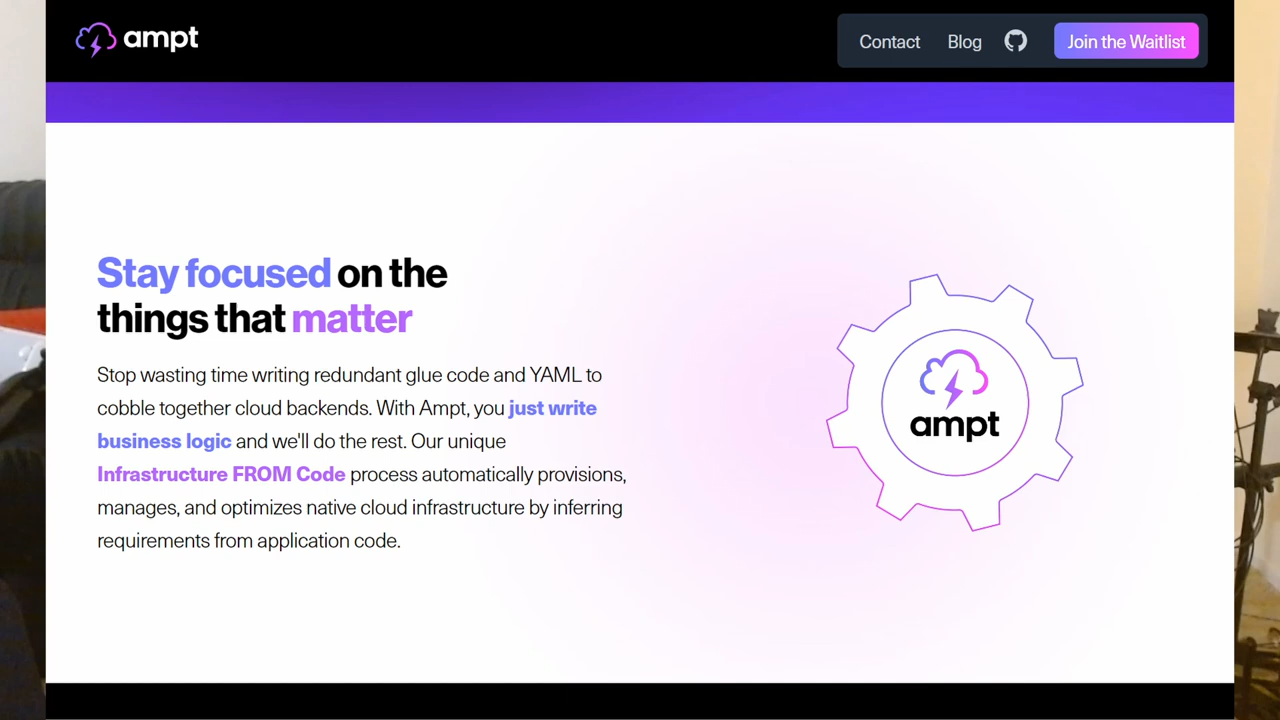 ampt
Contact
Blog
Join the Waitlist
Stay focused on the
things that matter
Stop wasting time writing redundant glue code and YAML to
cobble together cloud backends. With Ampt, you just write
business logic and we'll do the rest. Our unique
Infrastructure FROM Code process automatically provisions,
manages, and optimizes native cloud infrastructure by inferring
requirements from application code.
ampt